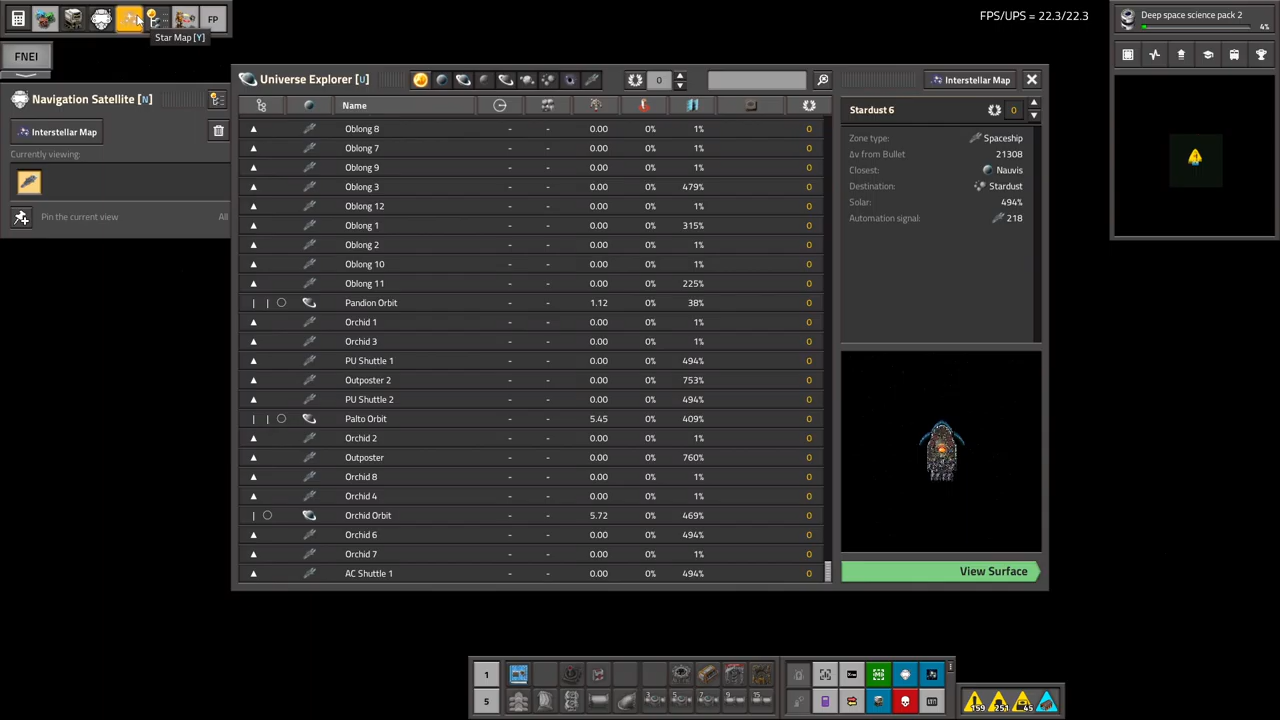 FP
Star Map [Y]
FPS/UPS = 22.3/22.3
Deep space science pack 2
4%
FNEI
Navigation Satellite [N]
Interstellar Map
Currently viewing:
Pin the current view
All
Universe Explorer [U]
0
Interstellar Map
Name
Oblong 8 - - 0.00 0% 1% 0
Oblong 7 - - 0.00 0% 1% 0
Oblong 9 - - 0.00 0% 1% 0
Oblong 3 - - 0.00 0% 479% 0
Oblong 12 - - 0.00 0% 1% 0
Oblong 1 - - 0.00 0% 315% 0
Oblong 2 - - 0.00 0% 1% 0
Oblong 10 - - 0.00 0% 1% 0
Oblong 11 - - 0.00 0% 225% 0
Pandion Orbit - - 1.12 0% 38% 0
Orchid 1 - - 0.00 0% 1% 0
Orchid 3 - - 0.00 0% 1% 0
PU Shuttle 1 - - 0.00 0% 494% 0
Outposter 2 - - 0.00 0% 753% 0
PU Shuttle 2 - - 0.00 0% 494% 0
Palto Orbit - - 5.45 0% 409% 0
Orchid 2 - - 0.00 0% 1% 0
Outposter - - 0.00 0% 760% 0
Orchid 8 - - 0.00 0% 1% 0
Orchid 4 - - 0.00 0% 1% 0
Orchid Orbit - - 5.72 0% 469% 0
Orchid 6 - - 0.00 0% 494% 0
Orchid 7 - - 0.00 0% 1% 0
AC Shuttle 1 - - 0.00 0% 494% 0
Stardust 6
0
Zone type: Spaceship
Δv from Bullet 21308
Closest: Nauvis
Destination: Stardust
Solar: 494%
Automation signal: 218
View Surface
1
5
3 5 7 9 15
159 251 45